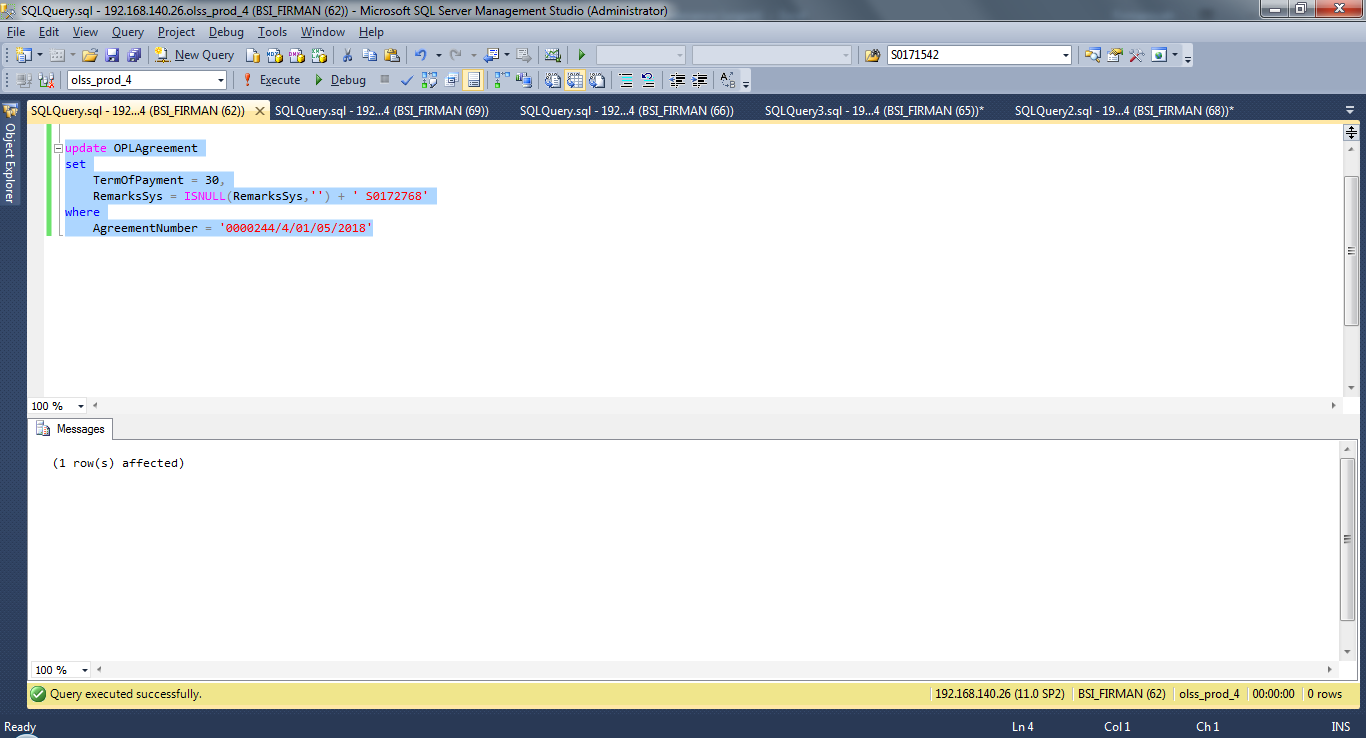 SQLQuery.sql - 192.168.140.26.olss_prod_4 (BSI_FIRMAN (62)) - Microsoft SQL Server Management Studio (Administrator)
File Edit View Query Project Debug Tools Window Help
New Query S0171542
olss_prod_4 Execute Debug
SQLQuery.sql - 192...4 (BSI_FIRMAN (62)) SQLQuery.sql - 192...4 (BSI_FIRMAN (69)) SQLQuery.sql - 192...4 (BSI_FIRMAN (66)) SQLQuery3.sql - 19...4 (BSI_FIRMAN (65))* SQLQuery2.sql - 19...4 (BSI_FIRMAN (68))*
Object Explorer
update OPLAgreement
set
TermOfPayment = 30,
RemarksSys = ISNULL(RemarksSys,'') + ' S0172768'
where
AgreementNumber = '0000244/4/01/05/2018'
100 %
Messages
(1 row(s) affected)
100 %
Query executed successfully. 192.168.140.26 (11.0 SP2) BSI_FIRMAN (62) olss_prod_4 00:00:00 0 rows
Ready Ln 4 Col 1 Ch 1 INS